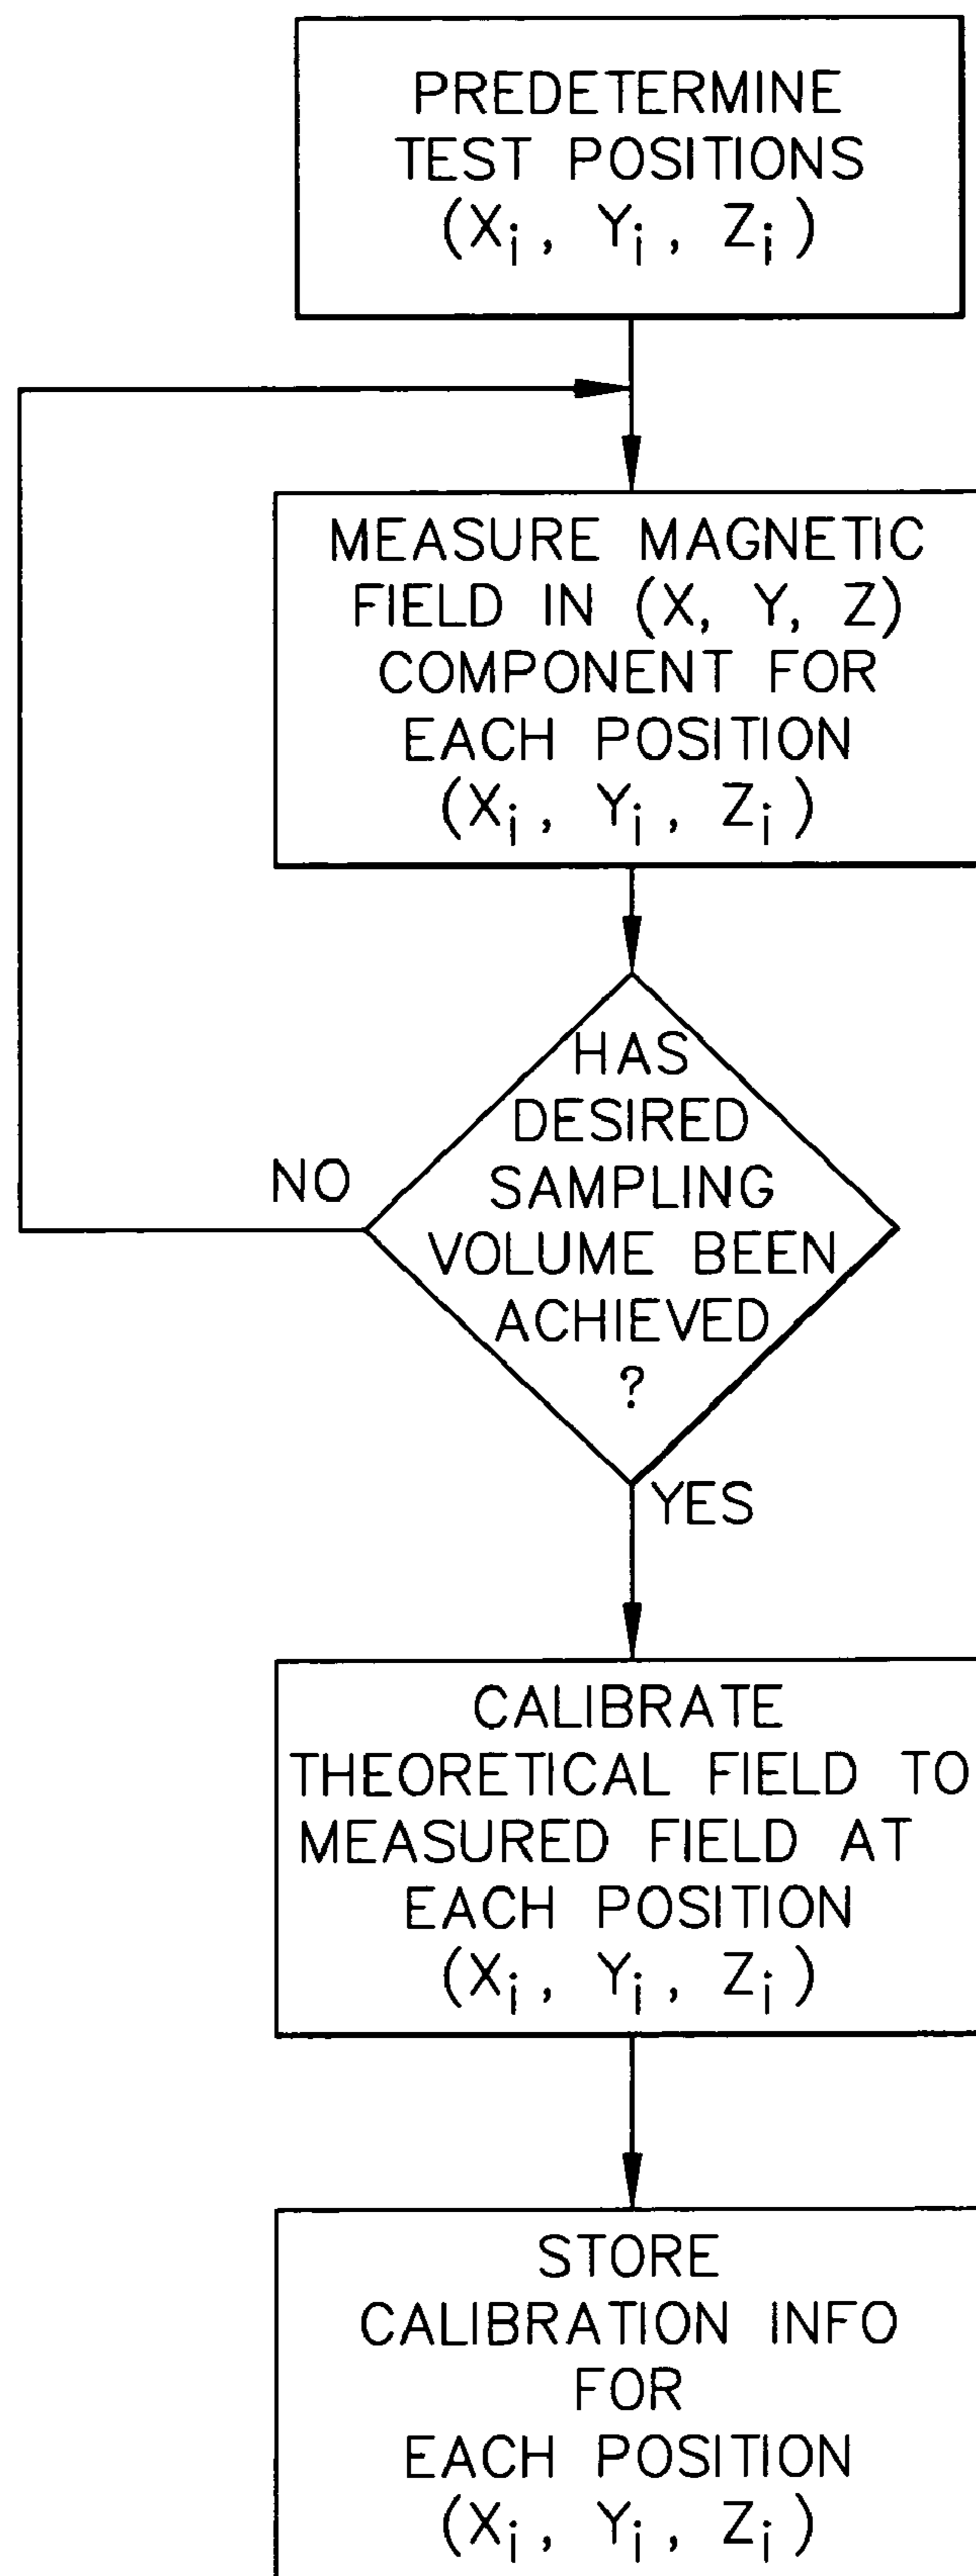 PREDETERMINE
TEST POSITIONS
(Xi, Yi, Zi)
MEASURE MAGNETIC
FIELD IN (X, Y, Z)
COMPONENT FOR
EACH POSITION
(Xi, Yi, Zi)
HAS
DESIRED
SAMPLING
VOLUME BEEN
ACHIEVED
?
NO
YES
CALIBRATE
THEORETICAL FIELD TO
MEASURED FIELD AT
EACH POSITION
(Xi, Yi, Zi)
STORE
CALIBRATION INFO
FOR
EACH POSITION
(Xi, Yi, Zi)